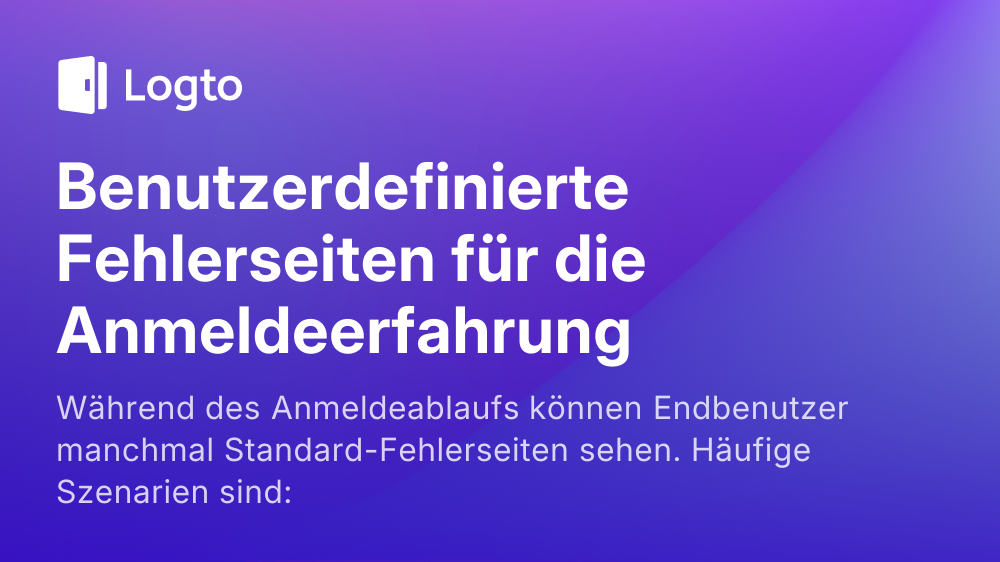 Logto
Benutzerdefinierte
Fehlerseiten für die
Anmeldeerfahrung
Während des Anmeldeablaufs können Endbenutzer
manchmal Standard-Fehlerseiten sehen. Häufige
Szenarien sind: